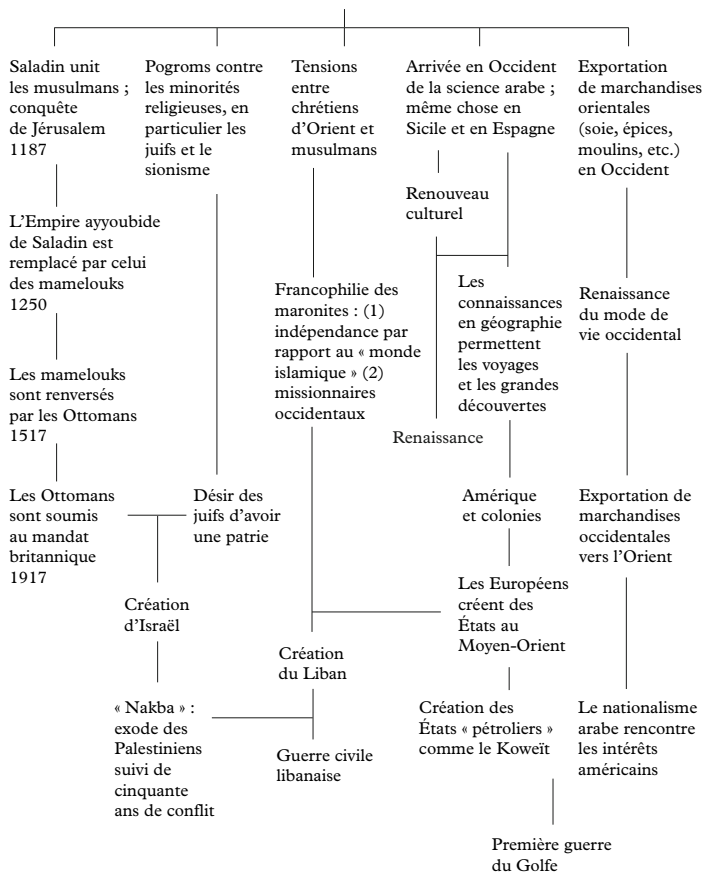 Saladin unit
les musulmans ;
conquête
de Jérusalem
1187
Pogroms contre
les minorités
religieuses, en
particulier les
juifs et le
sionisme
Tensions
entre
chrétiens
d'Orient et
musulmans
Arrivée en Occident
de la science arabe ;
même chose en
Sicile et en Espagne
Exportation
de marchandises
orientales
(soie, épices,
moulins, etc.)
en Occident
Renouveau
culturel
L'Empire ayyoubide
de Saladin est
remplacé par celui
des mamelouks
1250
Francophilie des
maronites : (1)
indépendance par
rapport au « monde
islamique » (2)
missionnaires
occidentaux
Les
connaissances
en géographie
permettent
les voyages
et les grandes
découvertes
Renaissance
du mode de
vie occidental
Les mamelouks
sont renversés
par les Ottomans
1517
Renaissance
Les Ottomans
sont soumis
au mandat
britannique
1917
Désir des
juifs d'avoir
une patrie
Amérique
et colonies
Exportation de
marchandises
occidentales
vers l'Orient
Création
d'Israël
Les Européens
créent des
États au
Moyen-Orient
Création
du Liban
« Nakba » :
exode des
Palestiniens
suivi de
cinquante
ans de conflit
Guerre civile
libanaise
Création des
États « pétroliers »
comme le Koweït
Le nationalisme
arabe rencontre
les intérêts
américains
Première guerre
du Golfe